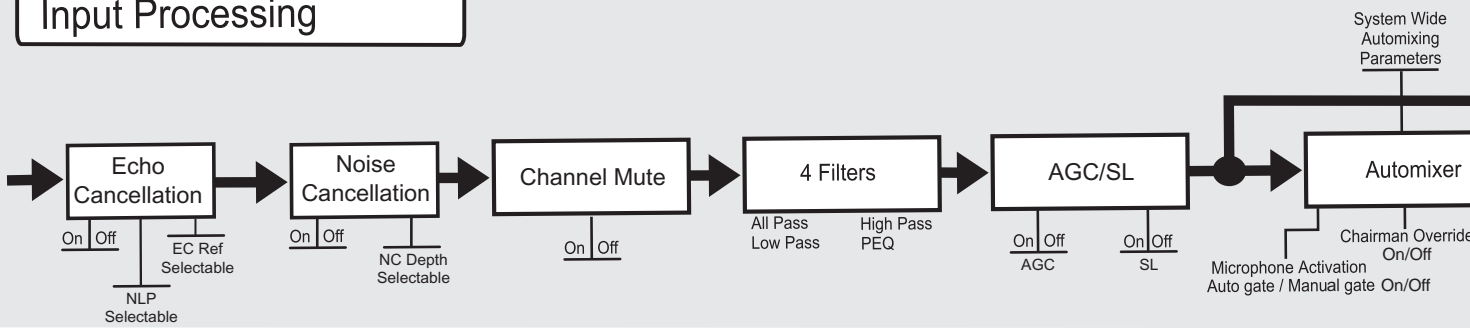 Input Processing
System Wide
Automixing
Parameters
Echo
Cancellation
On Off
NLP
Selectable
EC Ref
Selectable
Noise
Cancellation
On Off
NC Depth
Selectable
Channel Mute
On Off
4 Filters
All Pass High Pass
Low Pass PEQ
AGC/SL
On Off
AGC
On Off
SL
Automixer
Chairman Override
On/Off
Microphone Activation
Auto gate / Manual gate On/Off